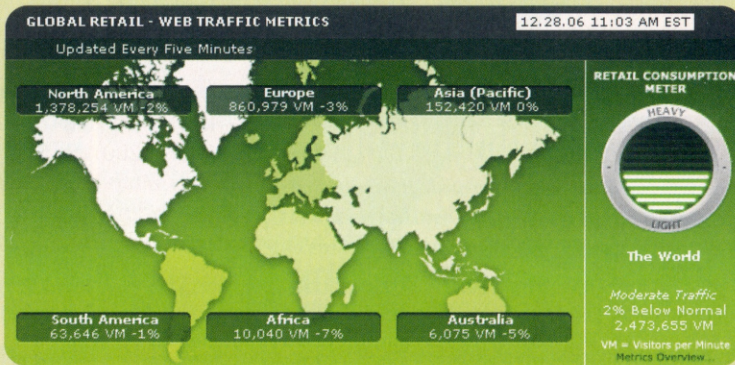 GLOBAL RETAIL - WEB TRAFFIC METRICS
12.28.06 11:03 AM EST
Updated Every Five Minutes
North America
1,378,254 VM -2%
Europe
860,979 VM -3%
Asia (Pacific)
152,420 VM 0%
South America
63,646 VM -1%
Africa
10,040 VM -7%
Australia
6,075 VM -5%
RETAIL CONSUMPTION
METER
HEAVY
LIGHT
The World
Moderate Traffic
2% Below Normal
2,473,655 VM
VM = Visitors per Minute
Metrics Overview...